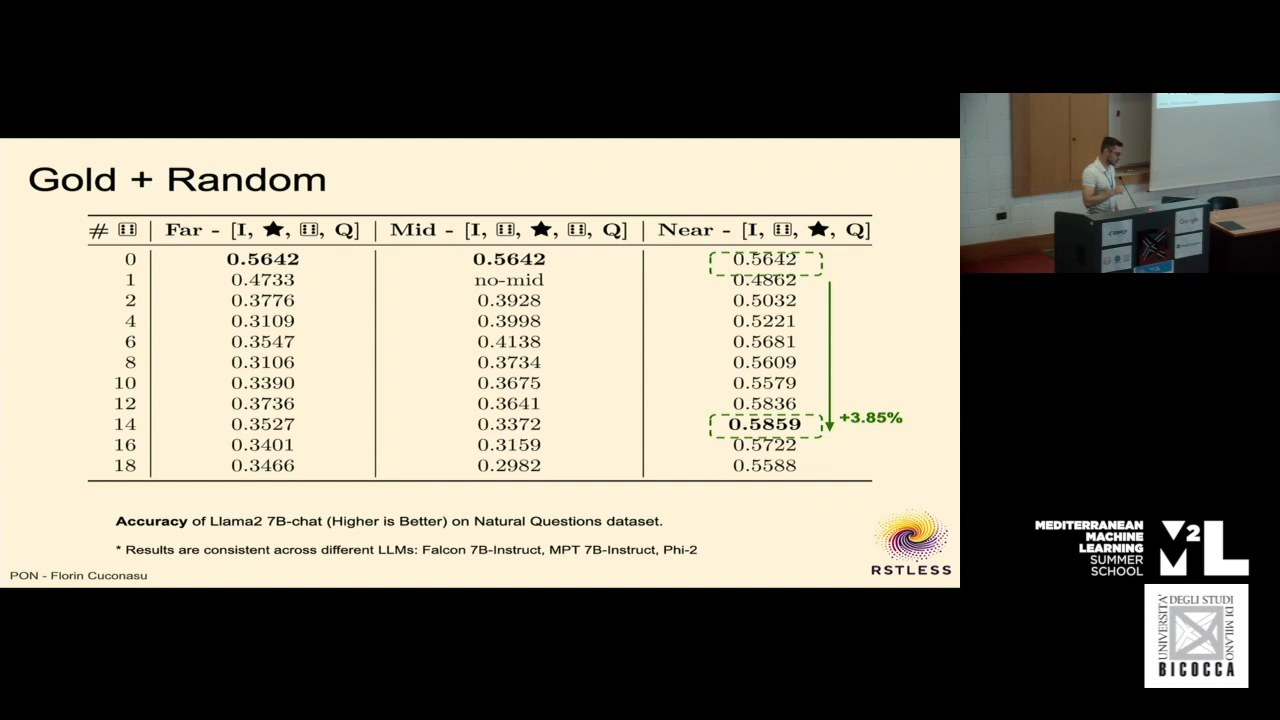 Gold + Random
# ⚅ | Far - [I, ★, ⚅, Q] | Mid - [I, ⚅, ★, ⚅, Q] | Near - [I, ⚅, ★, Q]
0 0.5642 0.5642 0.5642
1 0.4733 no-mid 0.4862
2 0.3776 0.3928 0.5032
4 0.3109 0.3998 0.5221
6 0.3547 0.4138 0.5681
8 0.3106 0.3734 0.5609
10 0.3390 0.3675 0.5579
12 0.3736 0.3641 0.5836
14 0.3527 0.3372 0.5859
+3.85%
16 0.3401 0.3159 0.5722
18 0.3466 0.2982 0.5588
Accuracy of Llama2 7B-chat (Higher is Better) on Natural Questions dataset.
* Results are consistent across different LLMs: Falcon 7B-Instruct, MPT 7B-Instruct, Phi-2
RSTLESS
PON - Florin Cuconasu
Google
MEDITERRANEAN
MACHINE
LEARNING
SUMMER
SCHOOL
M2L
UNIVERSITÀ
DEGLI STUDI
DI MILANO
BICOCCA